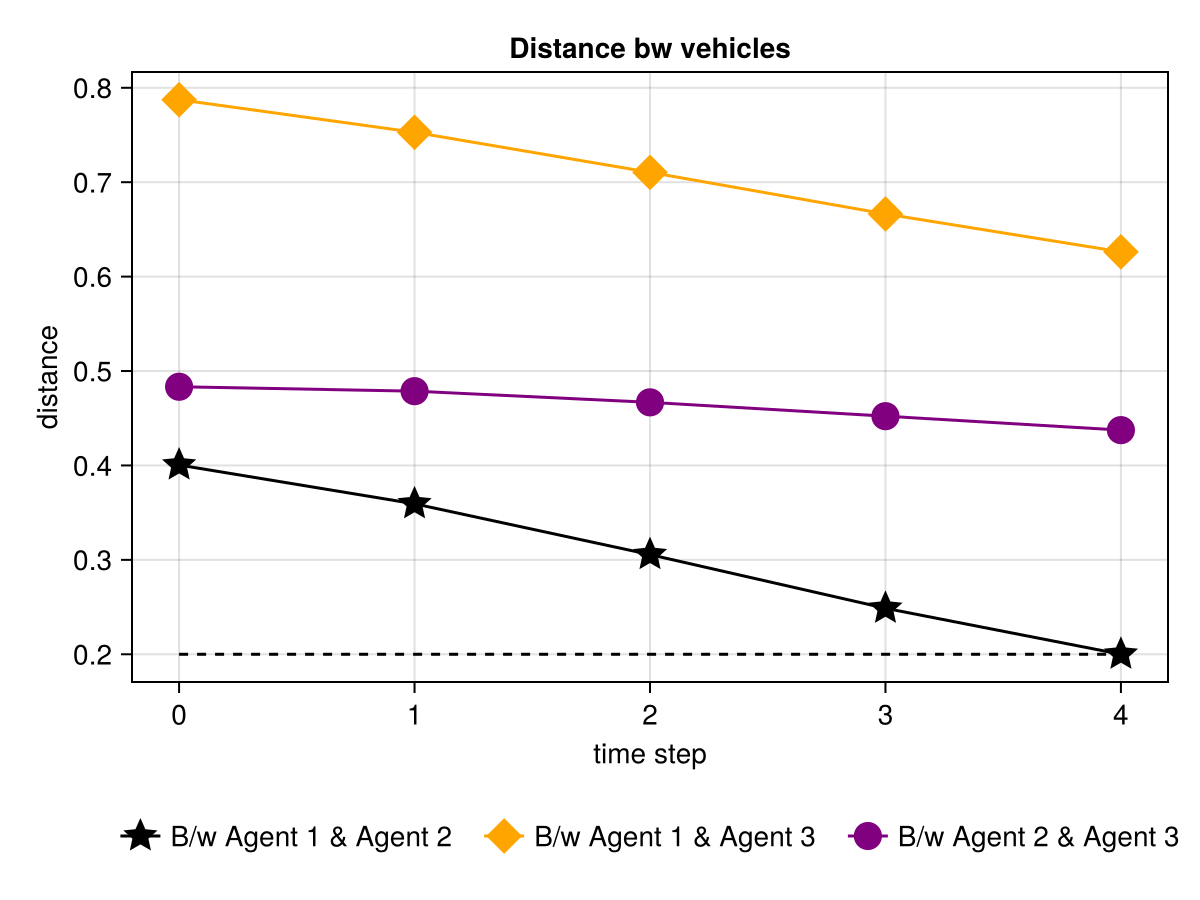 Distance bw vehicles
distance
0.8
0.7
0.6
0.5
0.4
0.3
0.2
0 1 2 3 4
time step
B/w Agent 1 & Agent 2 B/w Agent 1 & Agent 3 B/w Agent 2 & Agent 3